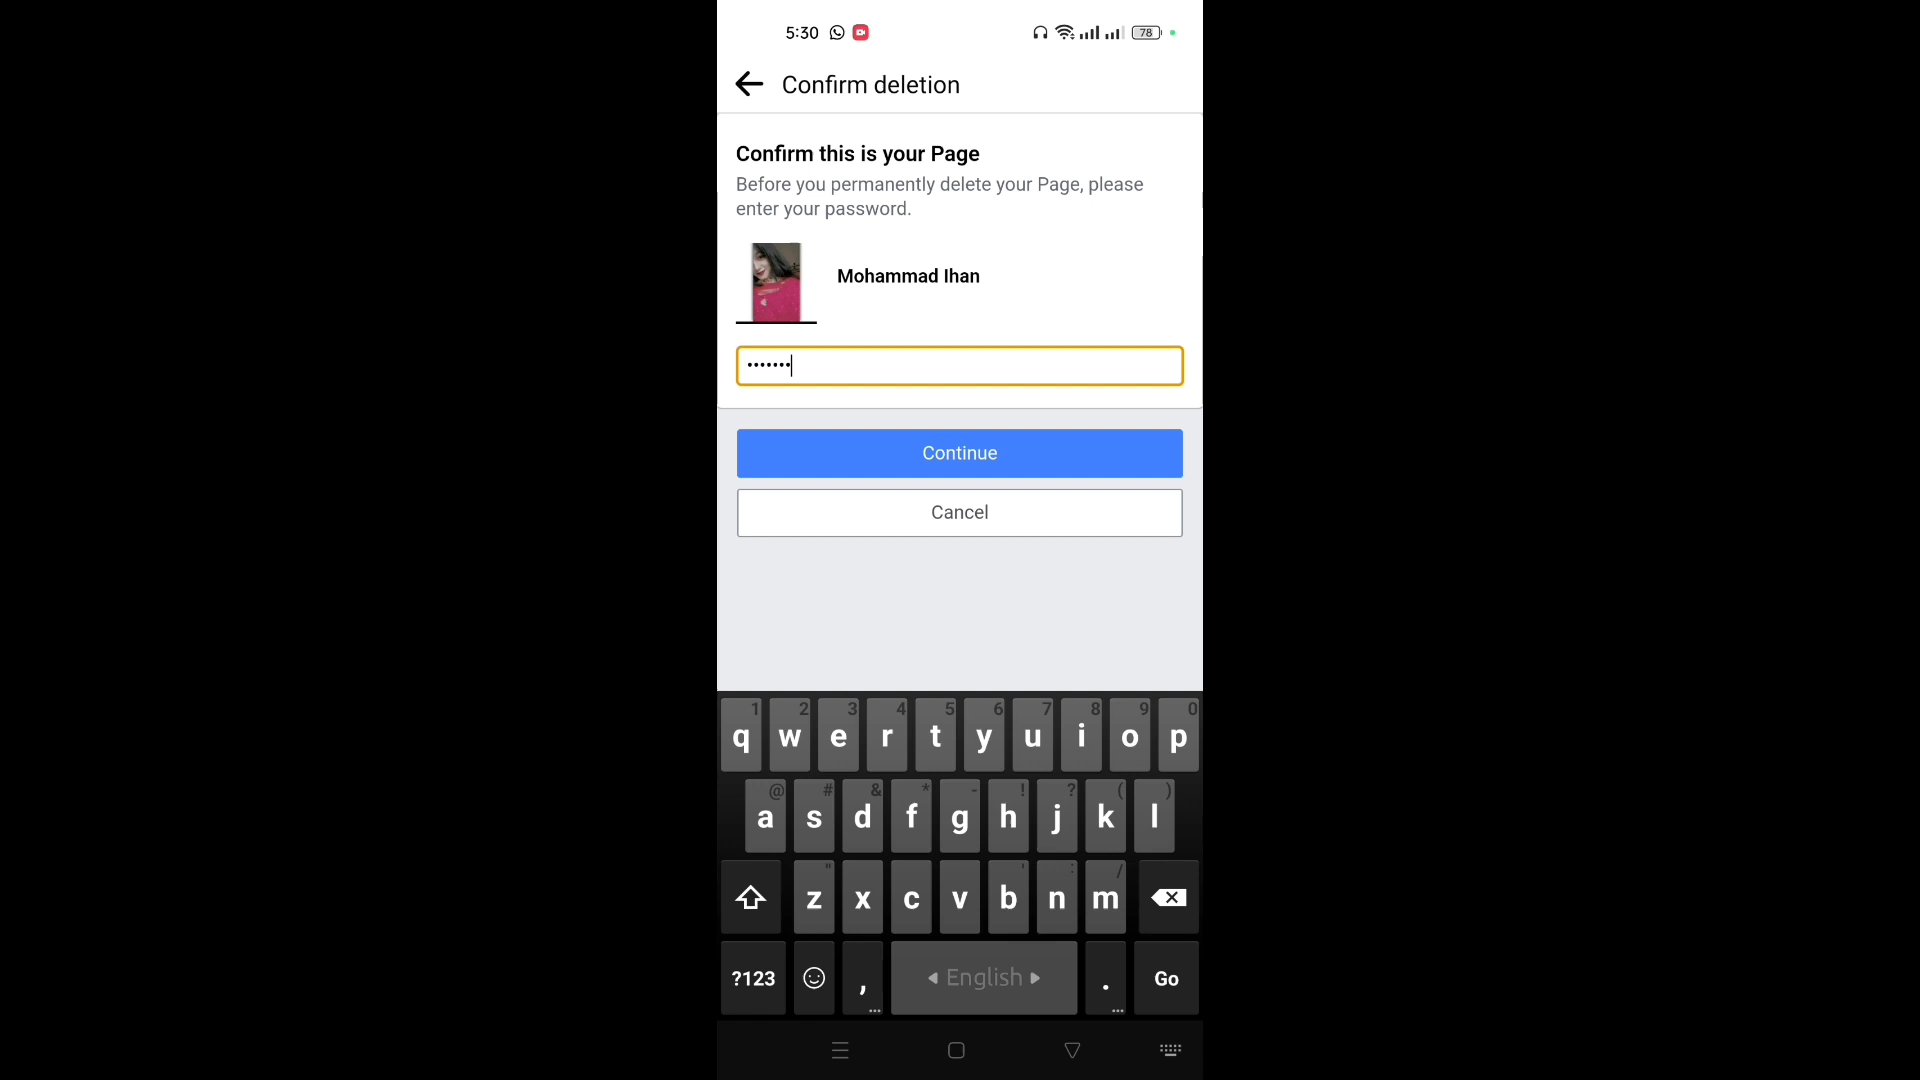 5:30
78
Confirm deletion
Confirm this is your Page
Before you permanently delete your Page, please
enter your password.
Mohammad Ihan
•••••••
Continue
Cancel
1 2 3 4 5 6 7 8 9 0
q w e r t y u i o p
@ # & * - ! ? ( )
a s d f g h j k l
" ' : /
z x c v b n m
?123 , English . Go